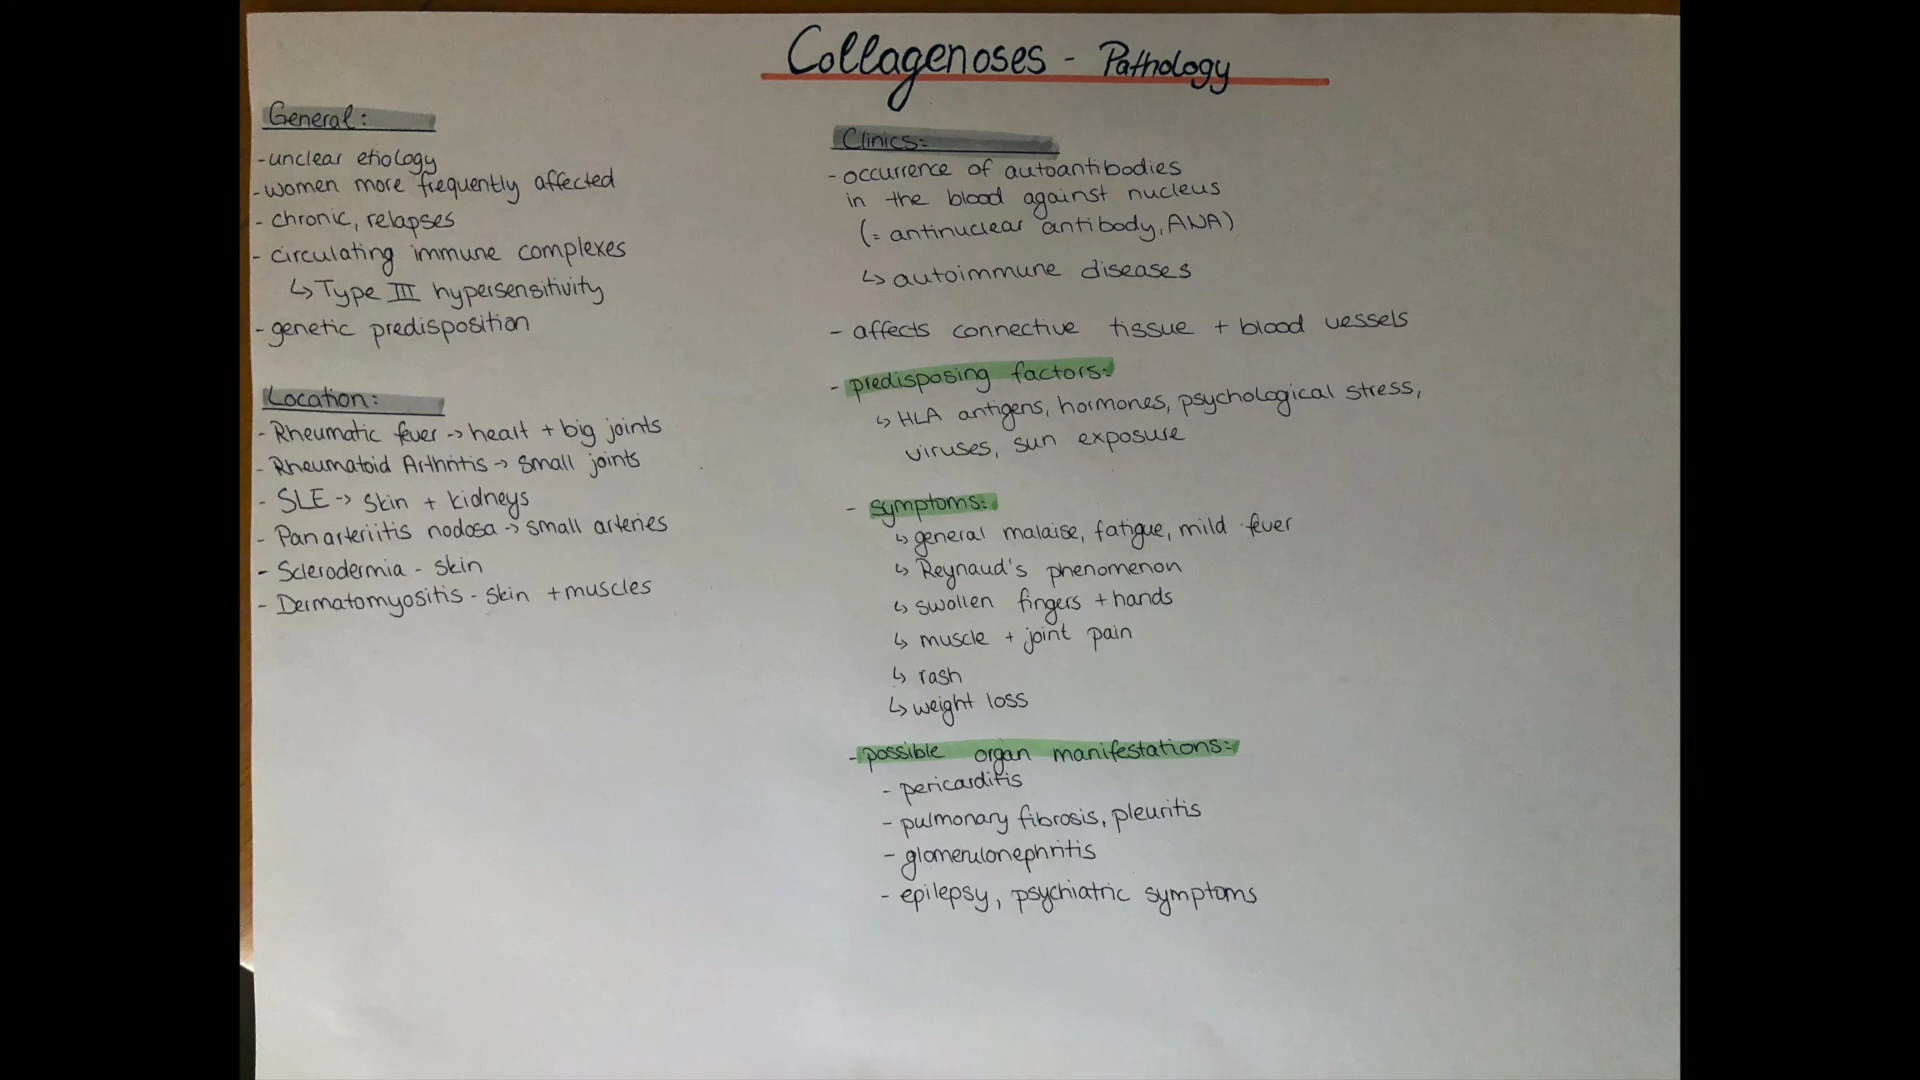 Collagenoses - Pathology
General:
- unclear etiology
- women more frequently affected
- chronic, relapses
- circulating immune complexes
↳ Type III hypersensitivity
- genetic predisposition
Location:
- Rheumatic fever -> heart + big joints
- Rheumatoid Arthritis -> small joints
- SLE -> skin + kidneys
- Panarteriitis nodosa -> small arteries
- Sclerodermia - skin
- Dermatomyositis - skin + muscles
Clinics:
- occurrence of autoantibodies
in the blood against nucleus
(= antinuclear antibody, ANA)
↳ autoimmune diseases
- affects connective tissue + blood vessels
- predisposing factors:
↳ HLA antigens, hormones, psychological stress,
viruses, sun exposure
- symptoms:
↳ general malaise, fatigue, mild fever
↳ Reynaud's phenomenon
↳ swollen fingers + hands
↳ muscle + joint pain
↳ rash
↳ weight loss
- possible organ manifestations:
- pericarditis
- pulmonary fibrosis, pleuritis
- glomerulonephritis
- epilepsy, psychiatric symptoms